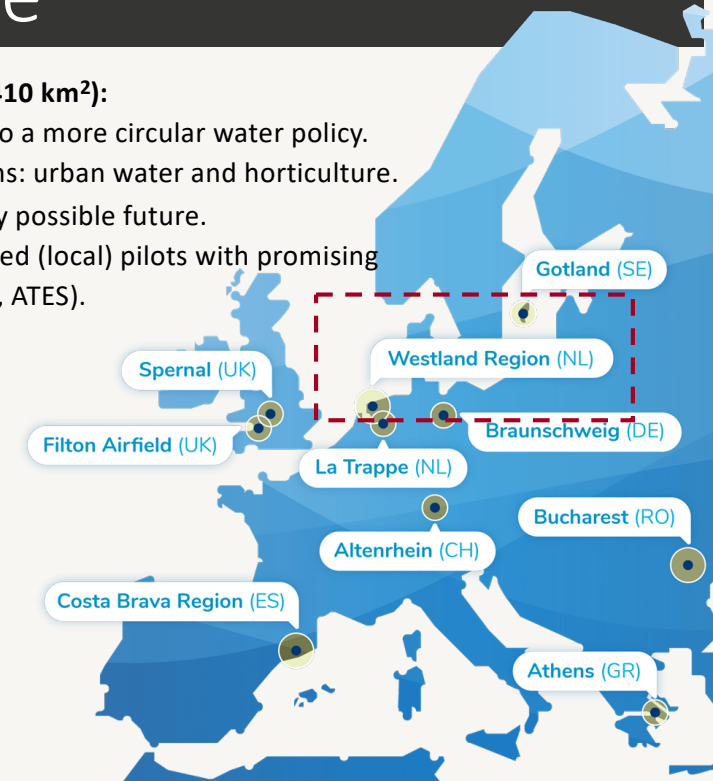 e
410 km²):
o a more circular water policy.
ns: urban water and horticulture.
y possible future.
ed (local) pilots with promising
, ATES).
Gotland (SE)
Westland Region (NL)
Spernal (UK)
Braunschweig (DE)
Filton Airfield (UK)
La Trappe (NL)
Bucharest (RO)
Altenrhein (CH)
Costa Brava Region (ES)
Athens (GR)